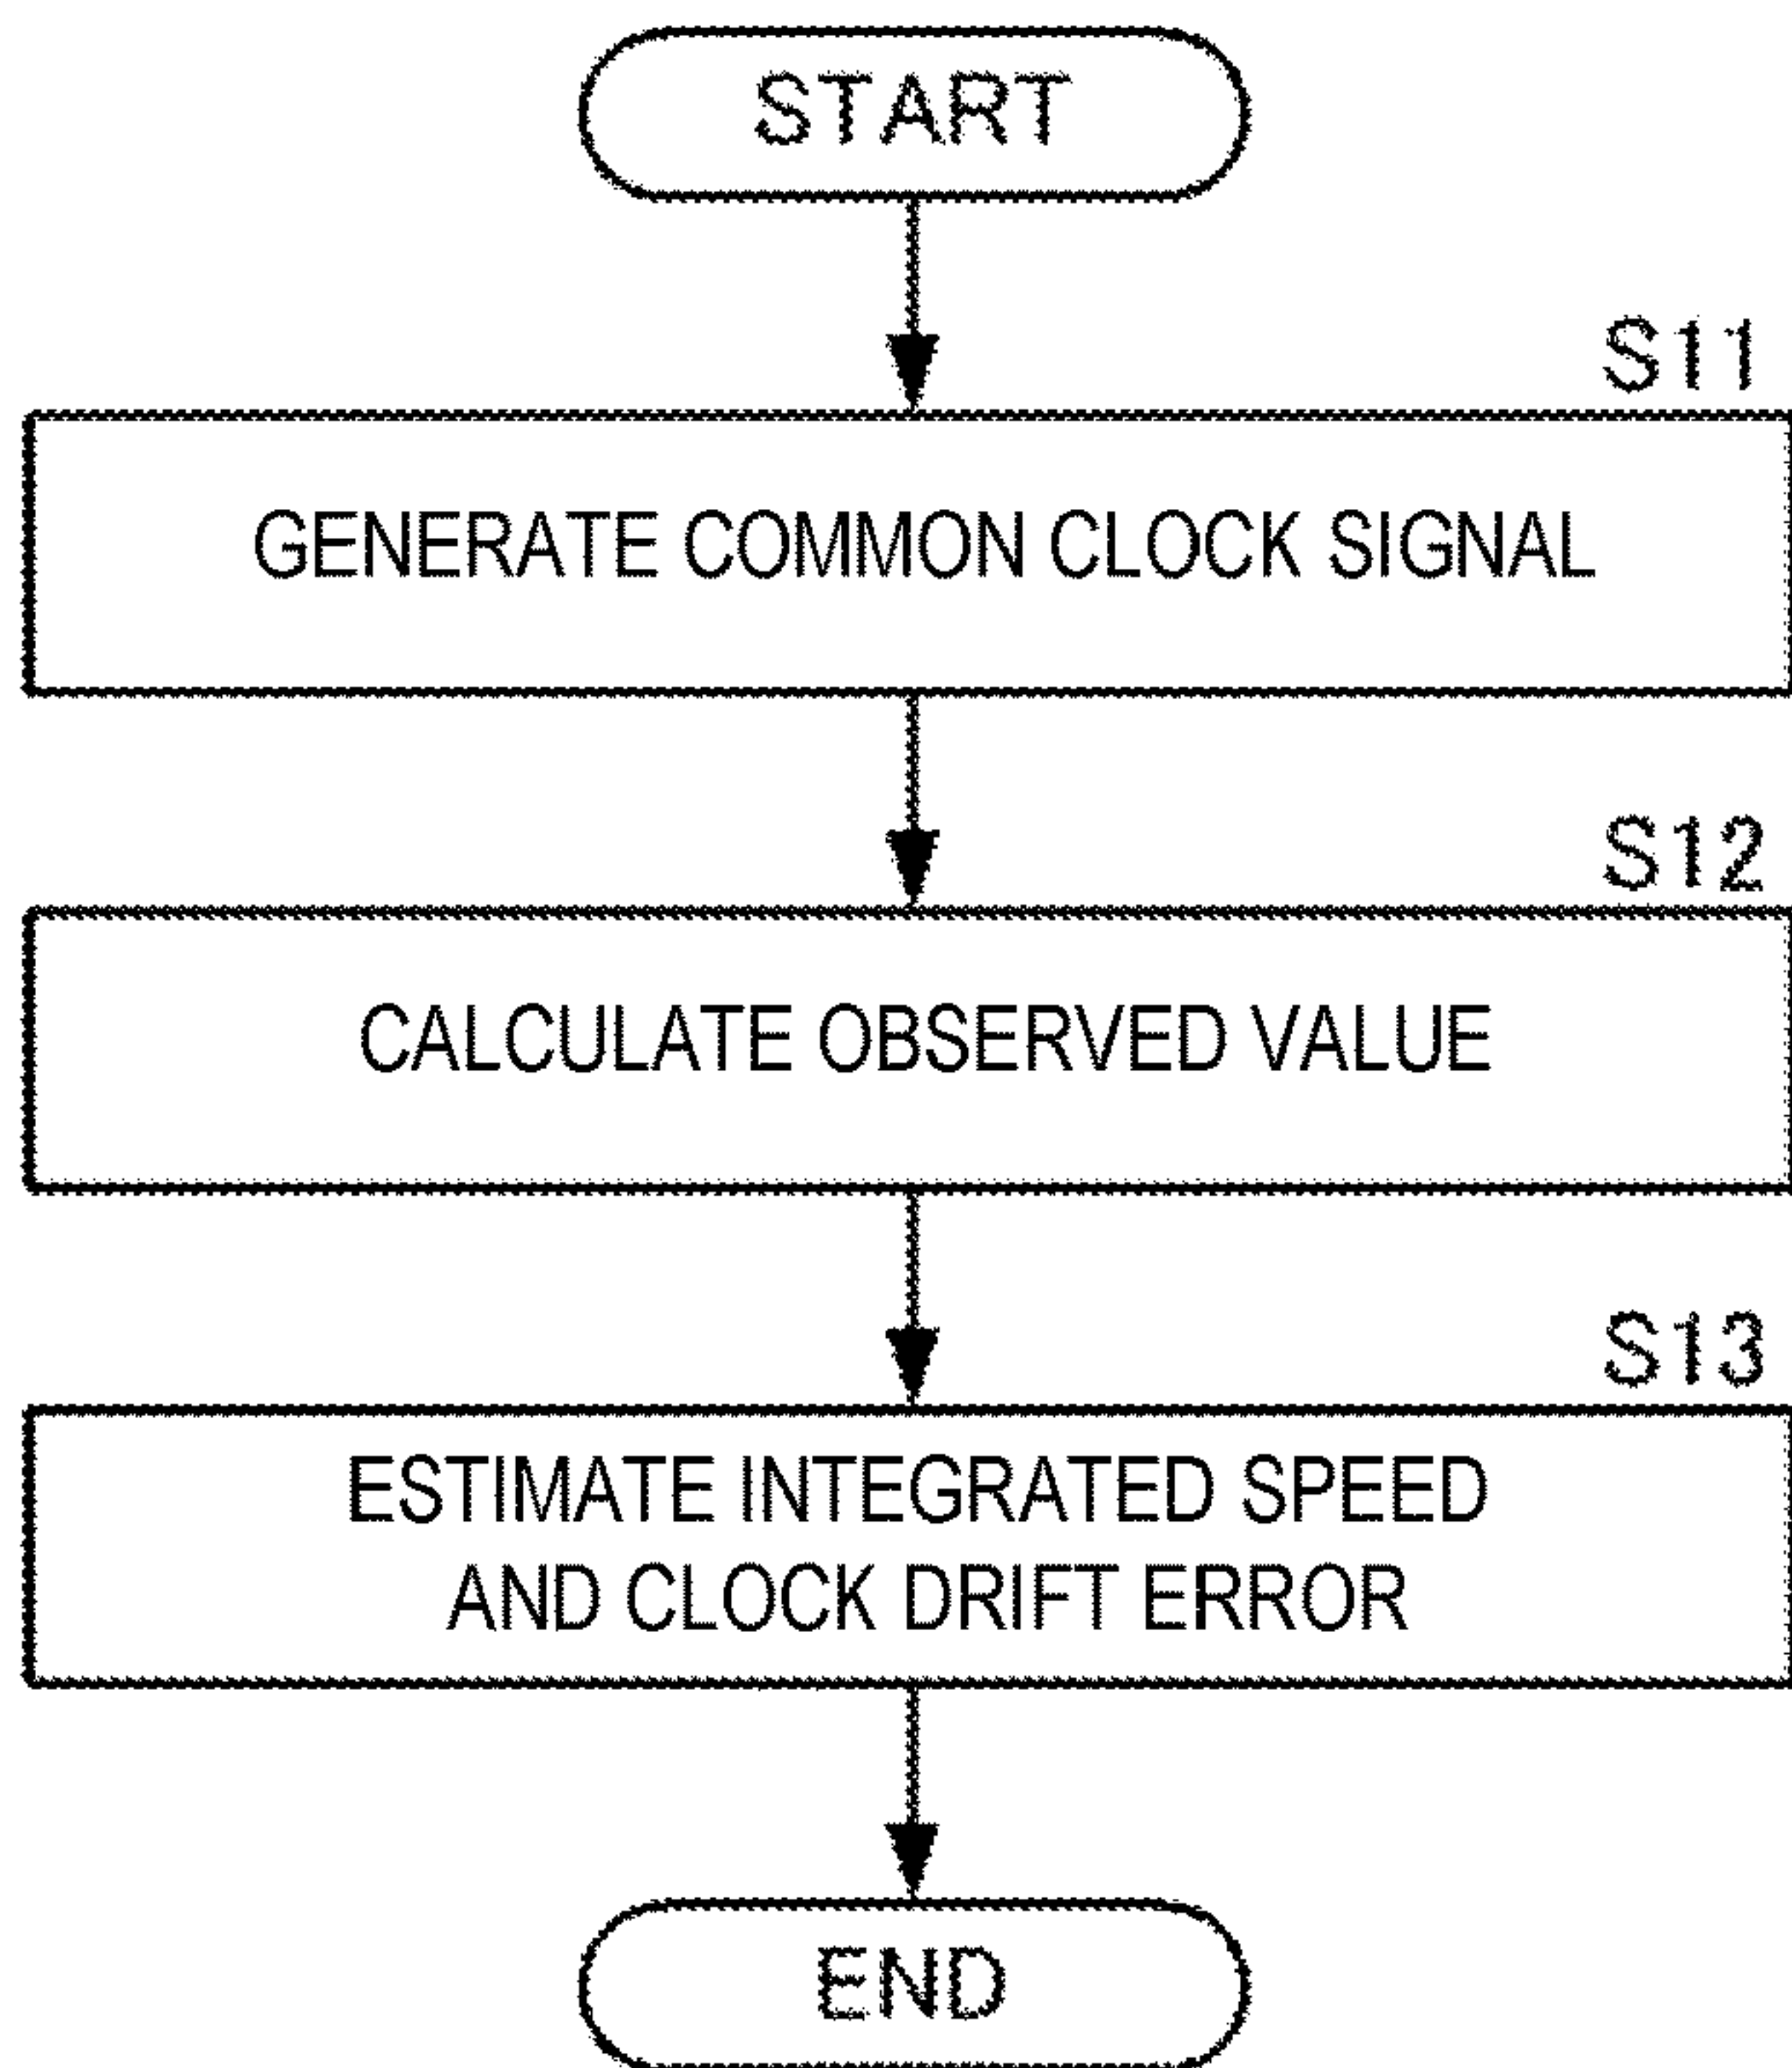 START
S11
GENERATE COMMON CLOCK SIGNAL
S12
CALCULATE OBSERVED VALUE
S13
ESTIMATE INTEGRATED SPEED
AND CLOCK DRIFT ERROR
END